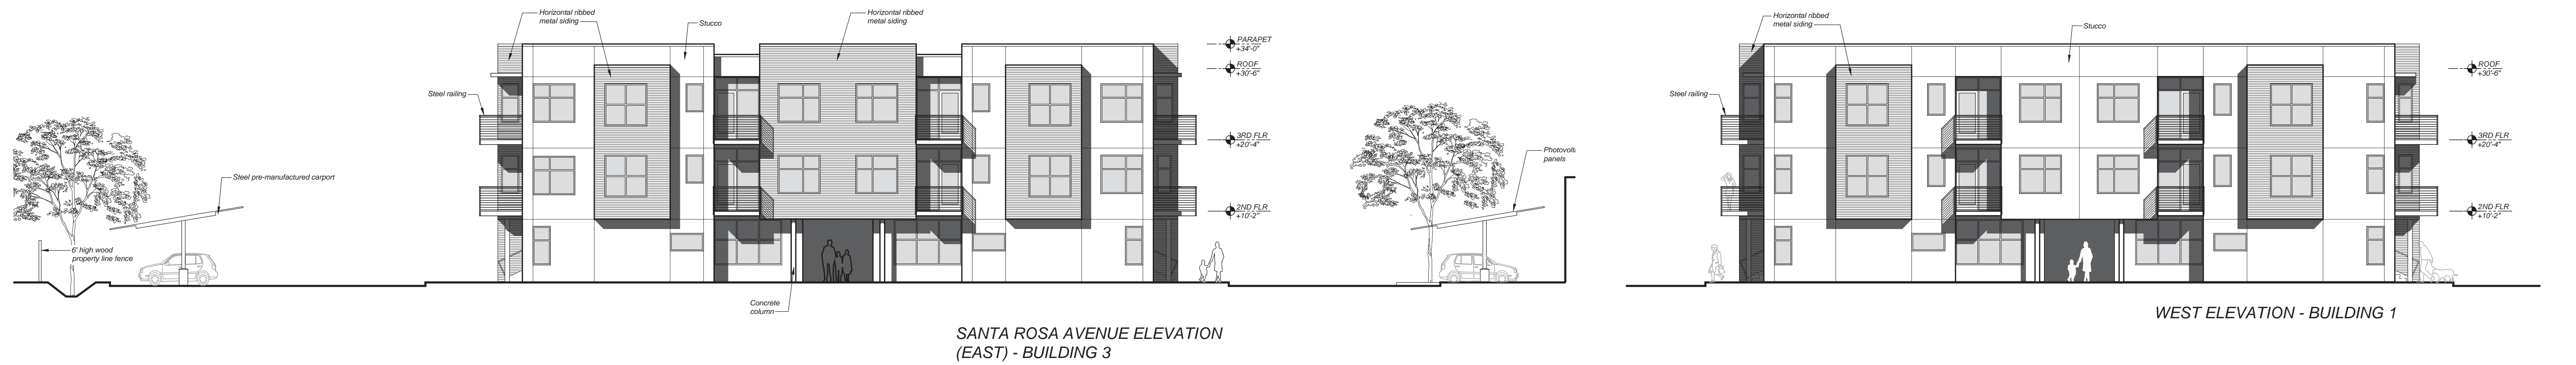 Horizontal ribbed
metal siding
Stucco
Horizontal ribbed
metal siding
PARAPET
+34'-0"
ROOF
+30'-6"
Steel railing
3RD FLR
+20'-4"
2ND FLR
+10'-2"
Steel pre-manufactured carport
6' high wood
property line fence
Concrete
column
Photovolta
panels
SANTA ROSA AVENUE ELEVATION
(EAST) - BUILDING 3
Horizontal ribbed
metal siding
Stucco
Steel railing
ROOF
+30'-6"
3RD FLR
+20'-4"
2ND FLR
+10'-2"
WEST ELEVATION - BUILDING 1